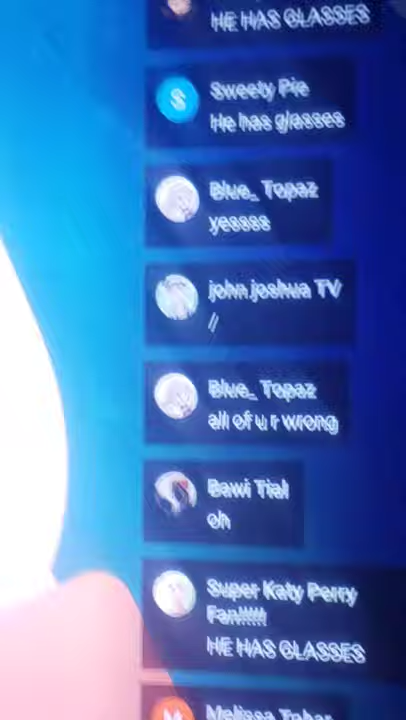 HE HAS GLASSES
S
Sweety Pie
He has glasses
Blue_ Topaz
yessss
john.joshua TV
//
Blue_ Topaz
all of u r wrong
Bawi Tial
oh
Super Katy Perry
Fan!!!!!
HE HAS GLASSES
M
Melissa